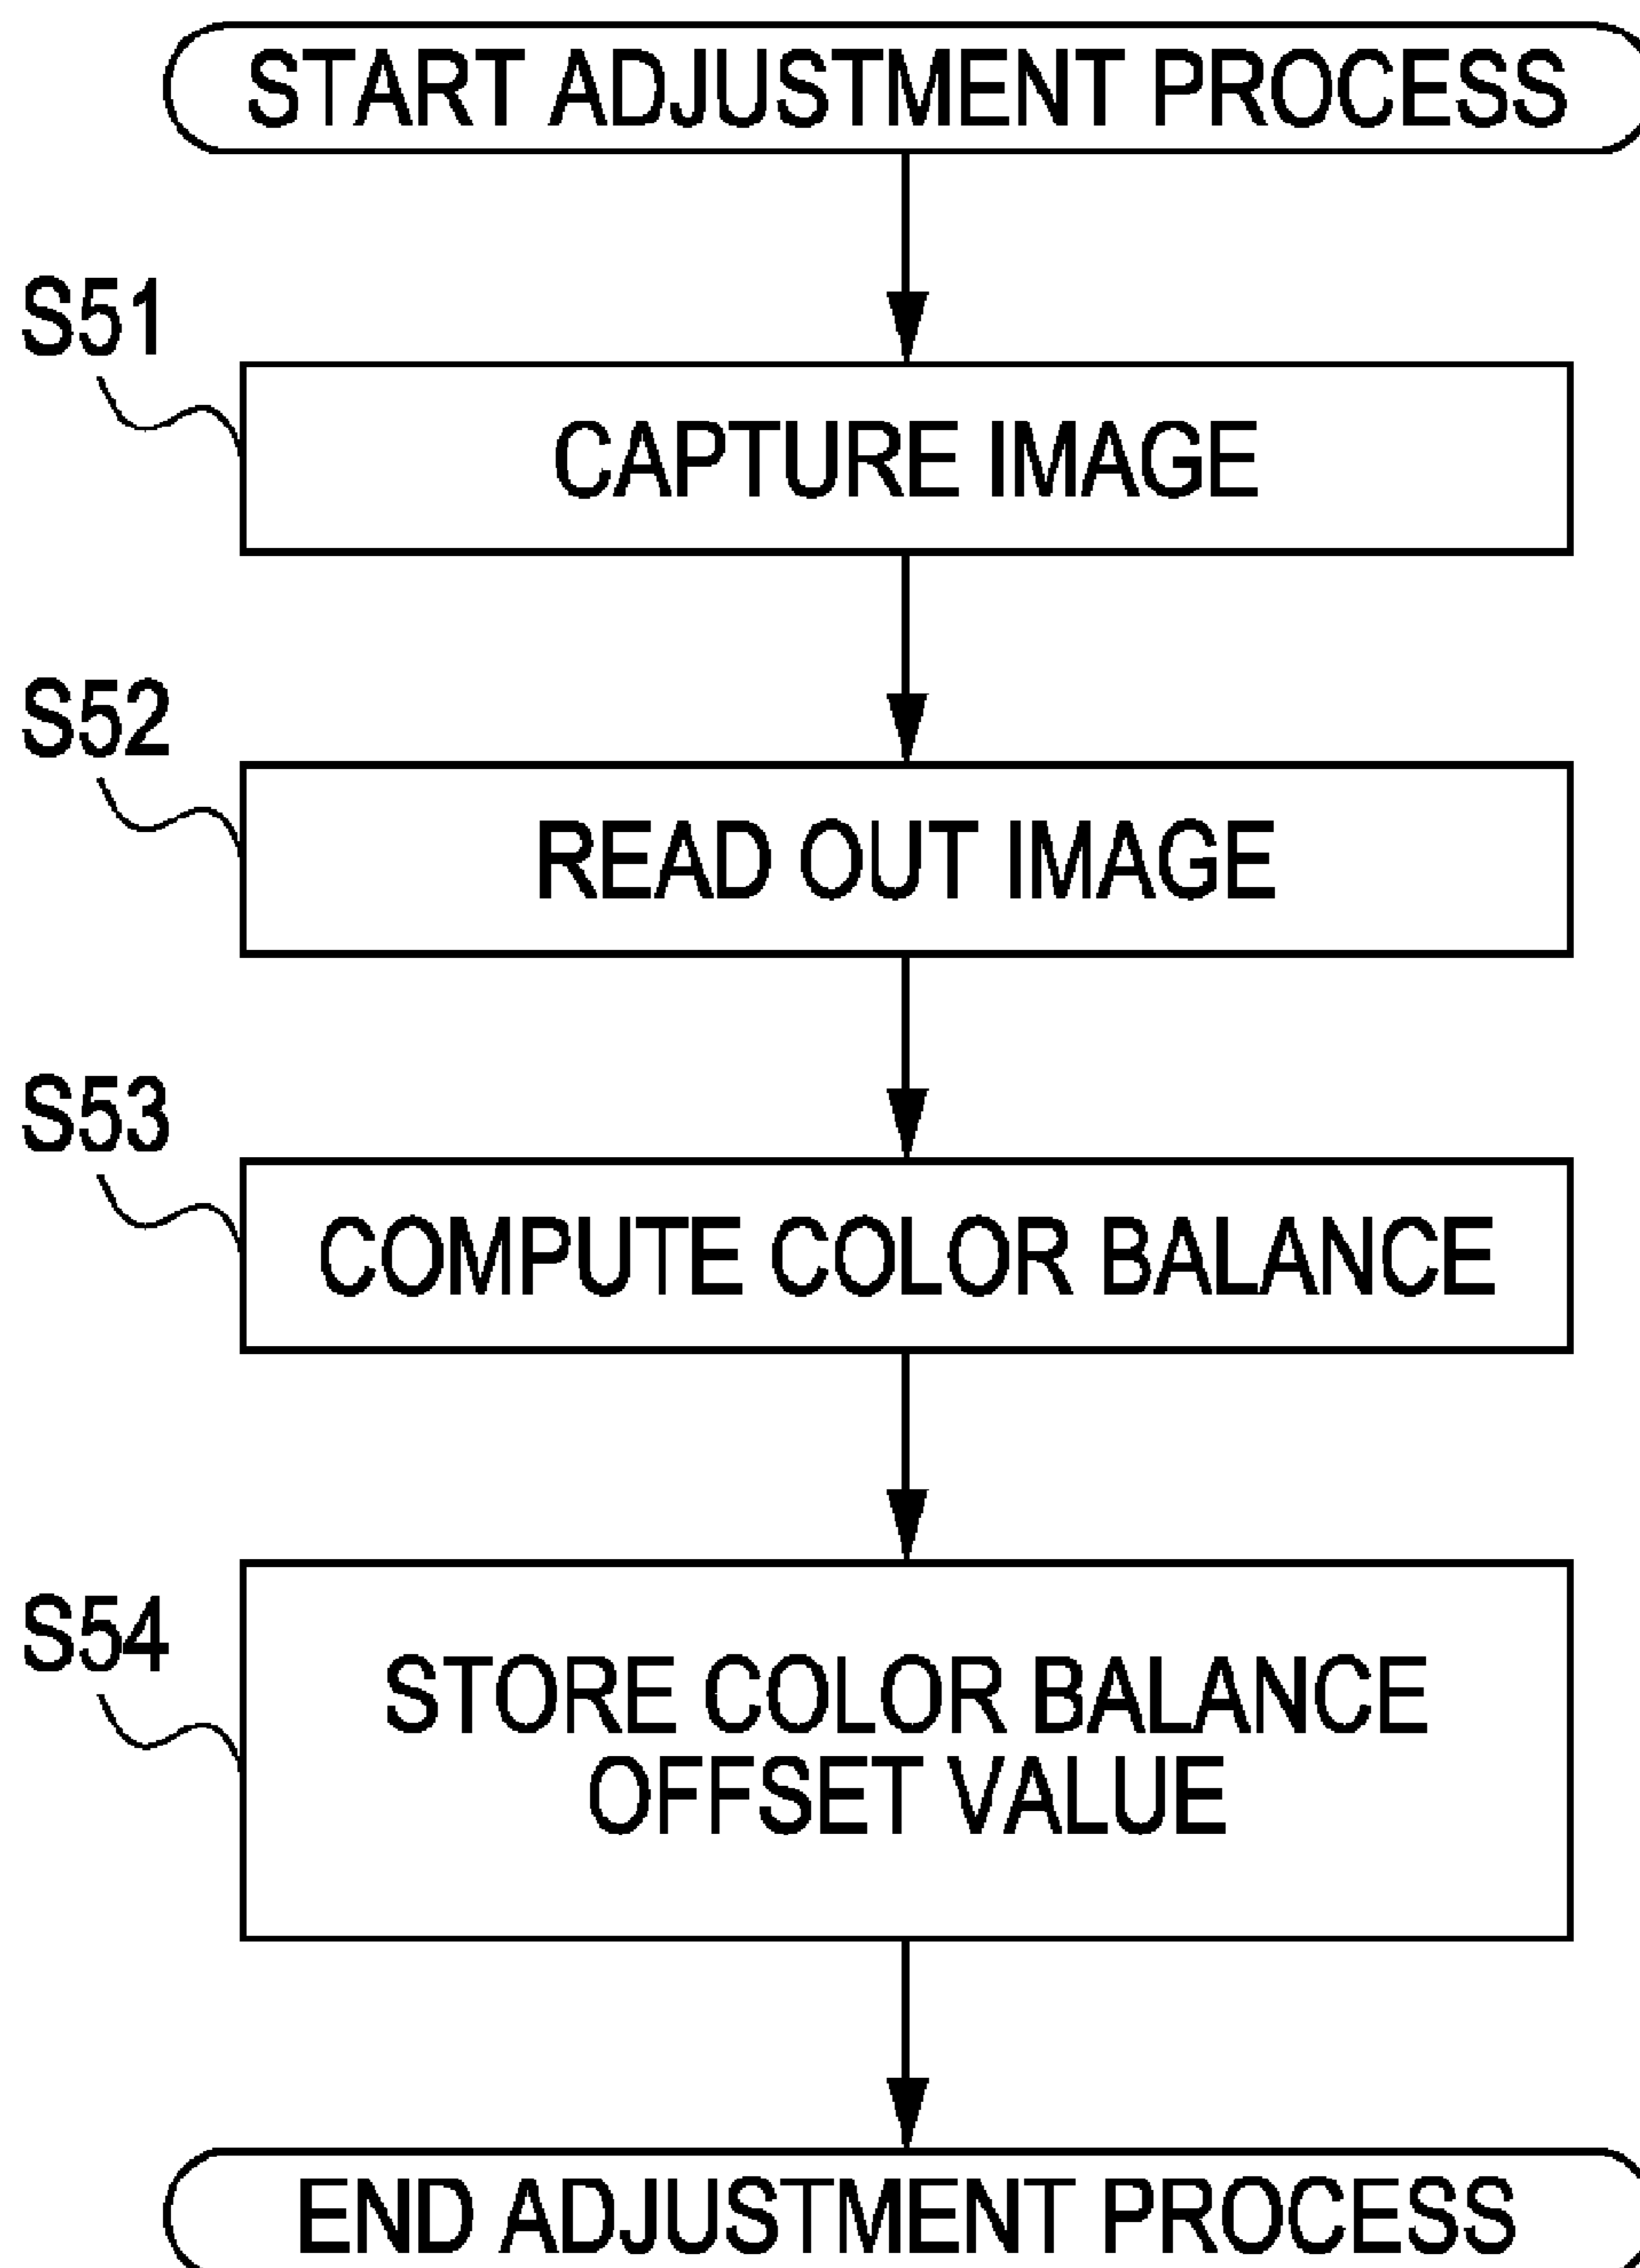 START ADJUSTMENT PROCESS
S51
CAPTURE IMAGE
S52
READ OUT IMAGE
S53
COMPUTE COLOR BALANCE
S54
STORE COLOR BALANCE
OFFSET VALUE
END ADJUSTMENT PROCESS